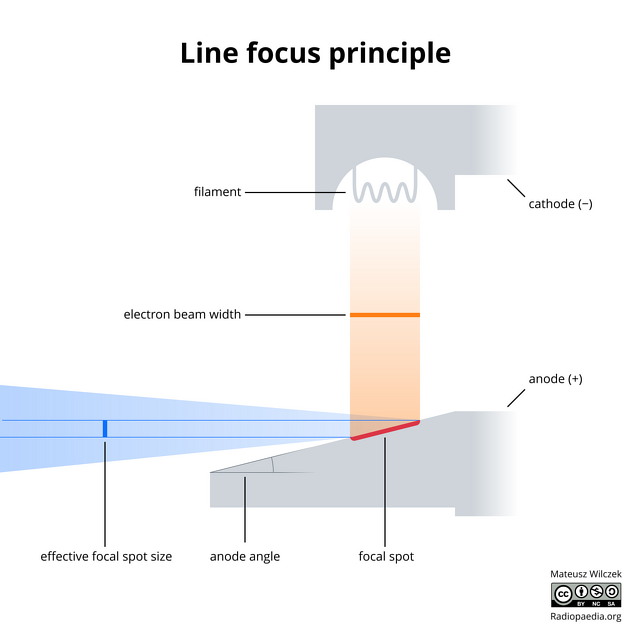 Line focus principle
filament
cathode (−)
electron beam width
anode (+)
effective focal spot size
anode angle
focal spot
Mateusz Wilczek
cc
BY NC SA
Radiopaedia.org